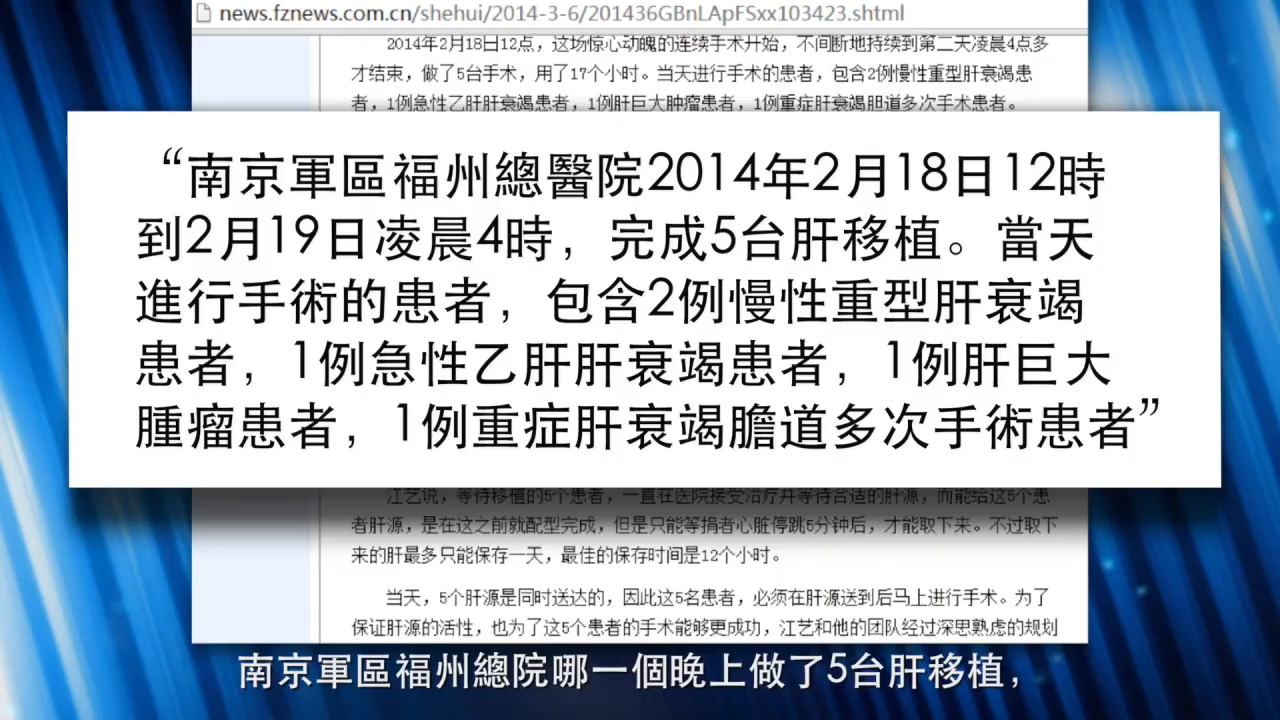 news.fznews.com.cn/shehui/2014-3-6/201436GBnLApFSxx103423.shtml
2014年2月18日12点，这场惊心动魄的连续手术开始，不间断地持续到第二天凌晨4点多
才结束，做了5台手术，用了17个小时。当天进行手术的患者，包含2例慢性重型肝衰竭患
者，1例急性乙肝肝衰竭患者，1例肝巨大肿瘤患者，1例重症肝衰竭胆道多次手术患者。
“南京軍區福州總醫院2014年2月18日12時
到2月19日凌晨4時，完成5台肝移植。當天
進行手術的患者，包含2例慢性重型肝衰竭
患者，1例急性乙肝肝衰竭患者，1例肝巨大
腫瘤患者，1例重症肝衰竭膽道多次手術患者”
江艺说，等待移植的5个患者，一直在医院接受治疗并等待合适的肝源，而能给这5个患
者肝源，是在这之前就配型完成，但是只能等捐者心脏停跳5分钟后，才能取下来。不过取下
来的肝最多只能保存一天，最佳的保存时间是12个小时。
当天，5个肝源是同时送达的，因此这5名患者，必须在肝源送到后马上进行手术。为了
保证肝源的活性，也为了这5个患者的手术能够更成功，江艺和他的团队经过深思熟虑的规划
南京軍區福州總院哪一個晚上做了5台肝移植，